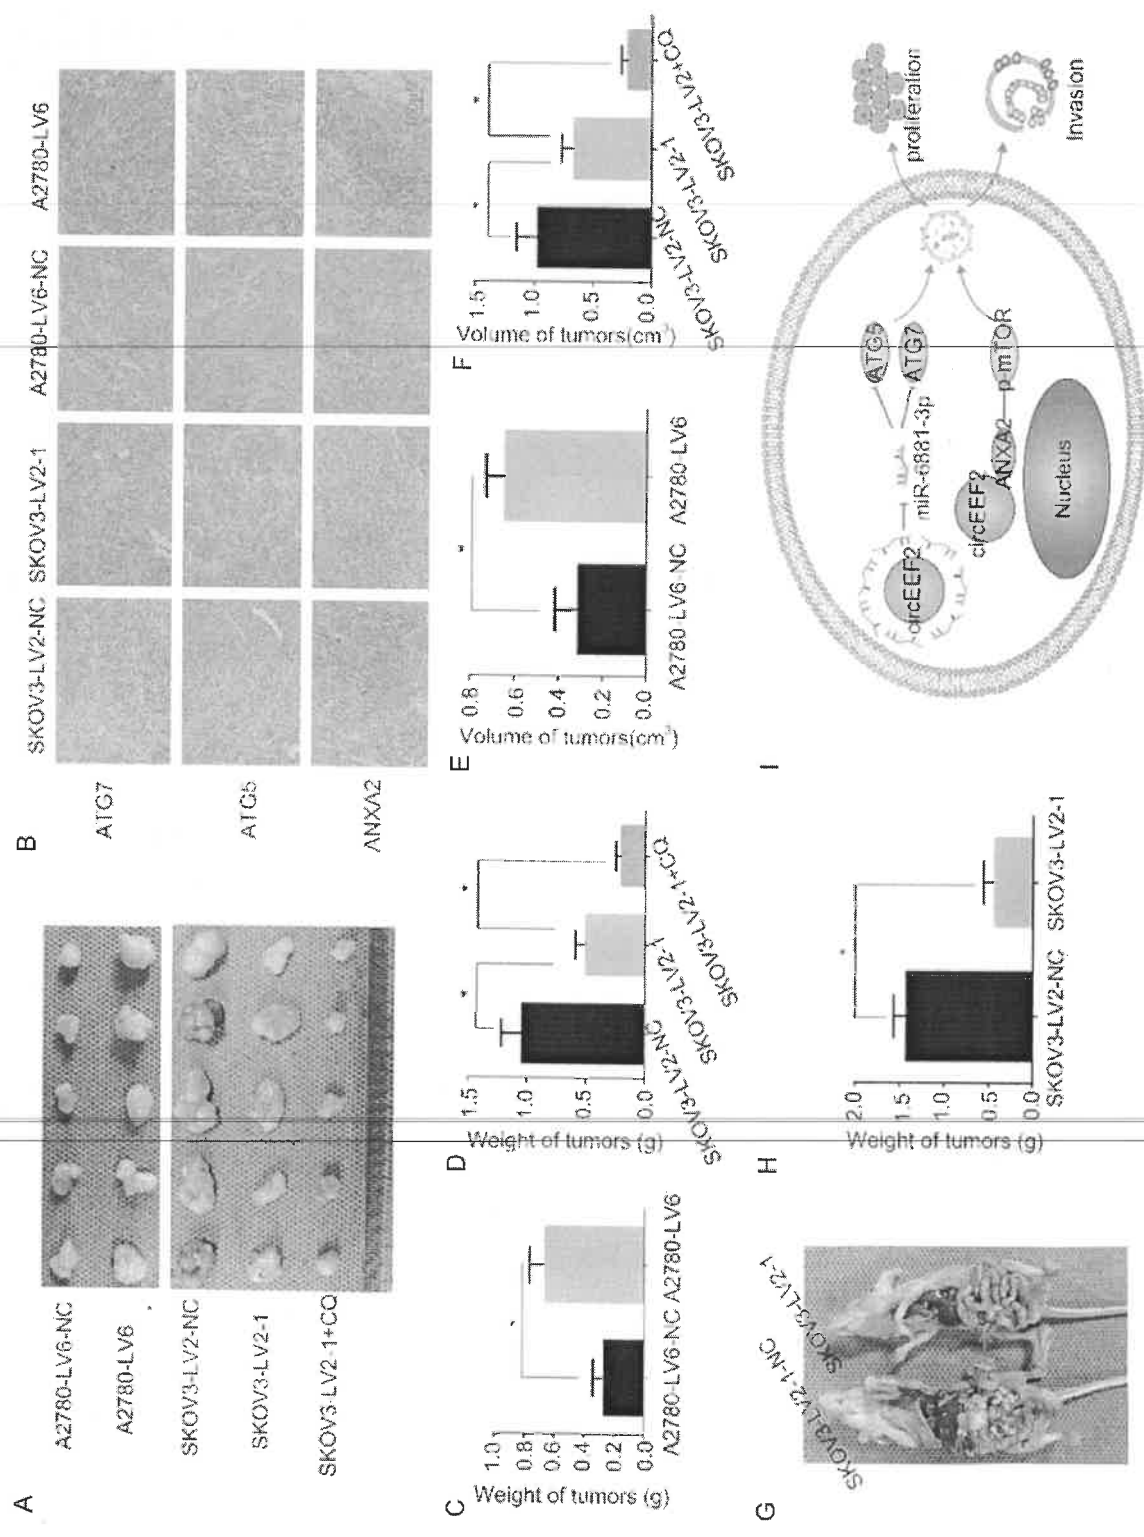 A
A2780-LV6-NC
A2780-LV6
SKOV3-LV2-NC
SKOV3-LV2-1
SKOV3-LV2-1+CQ
B
SKOV3-LV2-NC SKOV3-LV2-1 A2780-LV6-NC A2780-LV6
ATG7
ATG5
ANXA2
C
Weight of tumors (g)
1.0
0.8
0.6
0.4
0.2
0.0
A2780-LV6-NC A2780-LV6
D
Weight of tumors (g)
1.5
1.0
0.5
0.0
*
*
SKOV3-LV2-NC
SKOV3-LV2-1
SKOV3-LV2-1+CQ
E
Volume of tumors(cm³)
0.8
0.6
0.4
0.2
0.0
*
A2780-LV6-NC A2780-LV6
F
Volume of tumors(cm³)
1.5
1.0
0.5
0.0
*
*
SKOV3-LV2-NC
SKOV3-LV2-1
SKOV3-LV2+CQ
G
SKOV3-LV2-1-NC
SKOV3-LV2-1
H
Weight of tumors (g)
2.0
1.5
1.0
0.5
0.0
*
SKOV3-LV2-NC SKOV3-LV2-1
I
circEEF2
miR-6881-3p
ATG5
ATG7
circEEF2
ANXA2
p mTOR
Nucleus
proliferation
Invasion